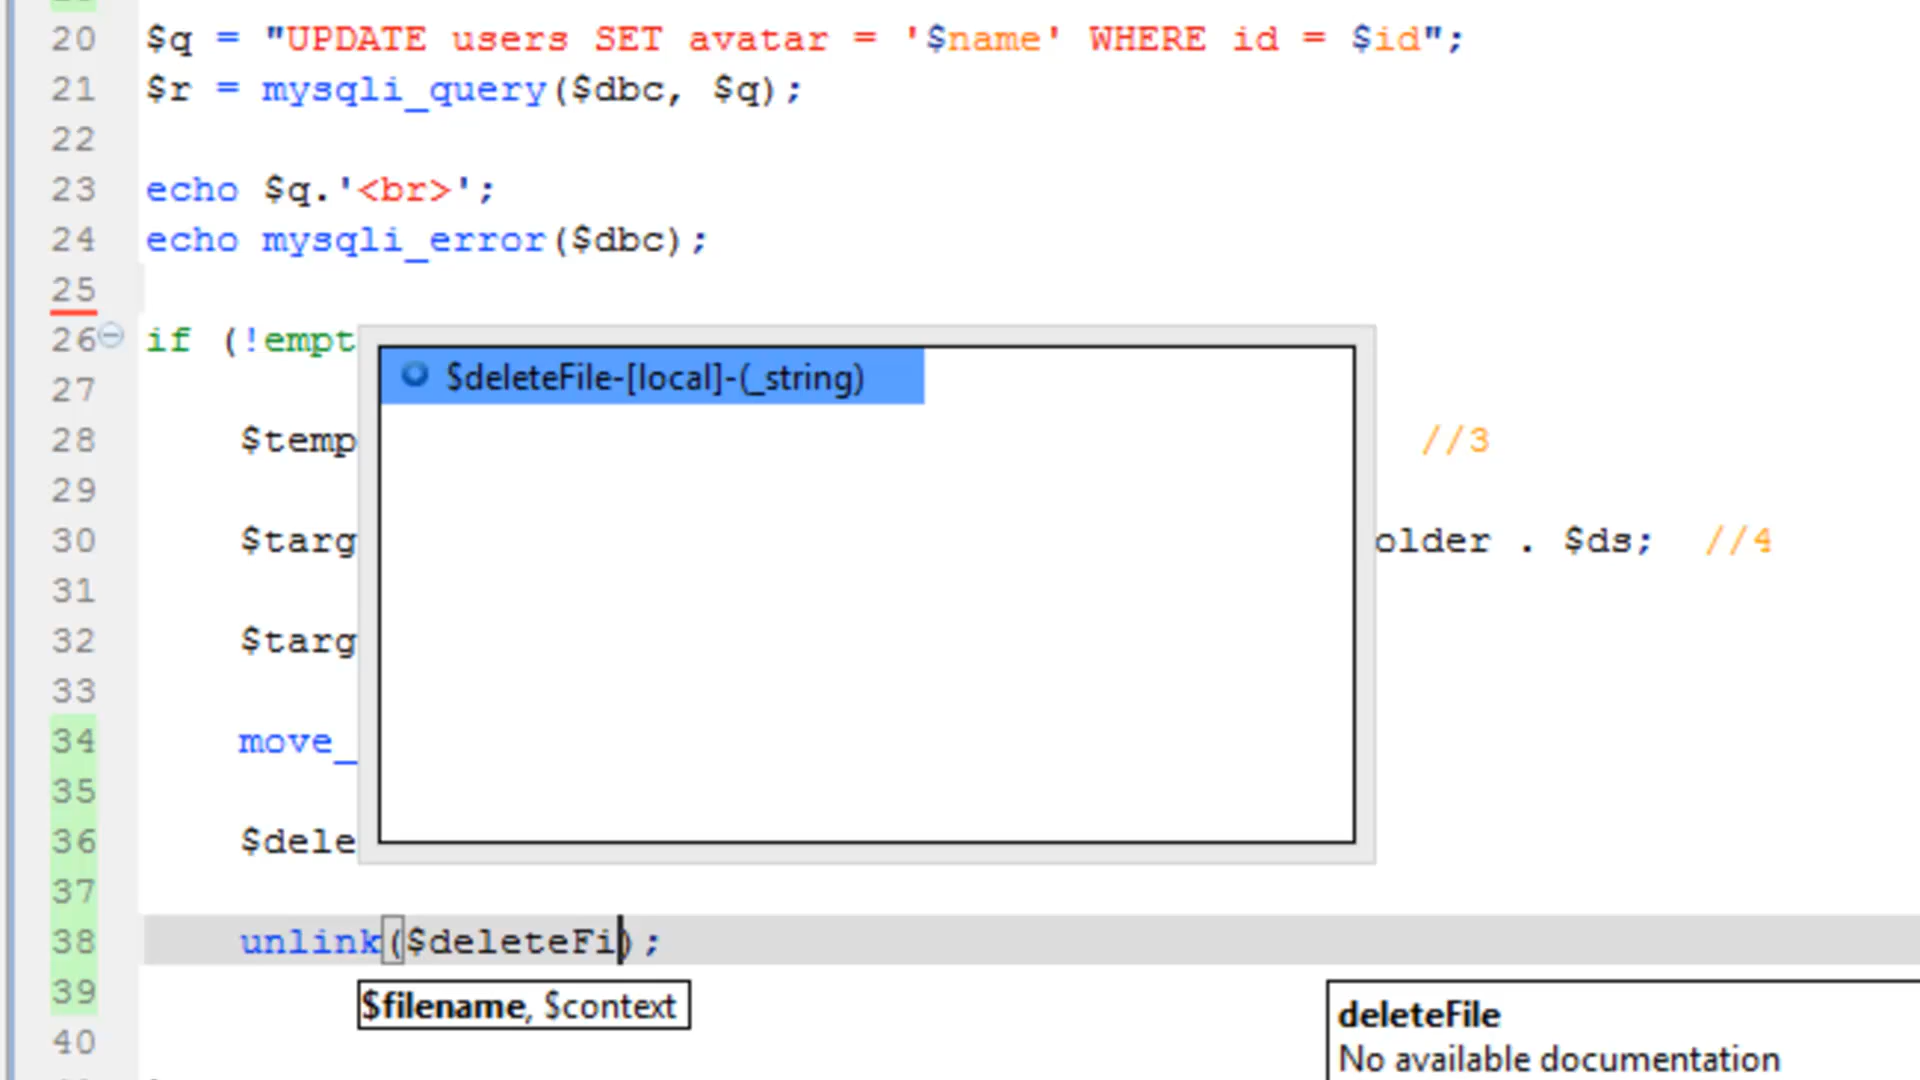 20 $q = "UPDATE users SET avatar = '$name' WHERE id = $id";
21 $r = mysqli_query($dbc, $q);
22
23 echo $q.'<br>';
24 echo mysqli_error($dbc);
25
26 if (!empt
$deleteFile-[local]-(_string)
27
28 $temp //3
29
30 $targ older . $ds; //4
31
32 $targ
33
34 move_
35
36 $dele
37
38 unlink($deleteFi);
39
$filename, $context
deleteFile
40
No available documentation